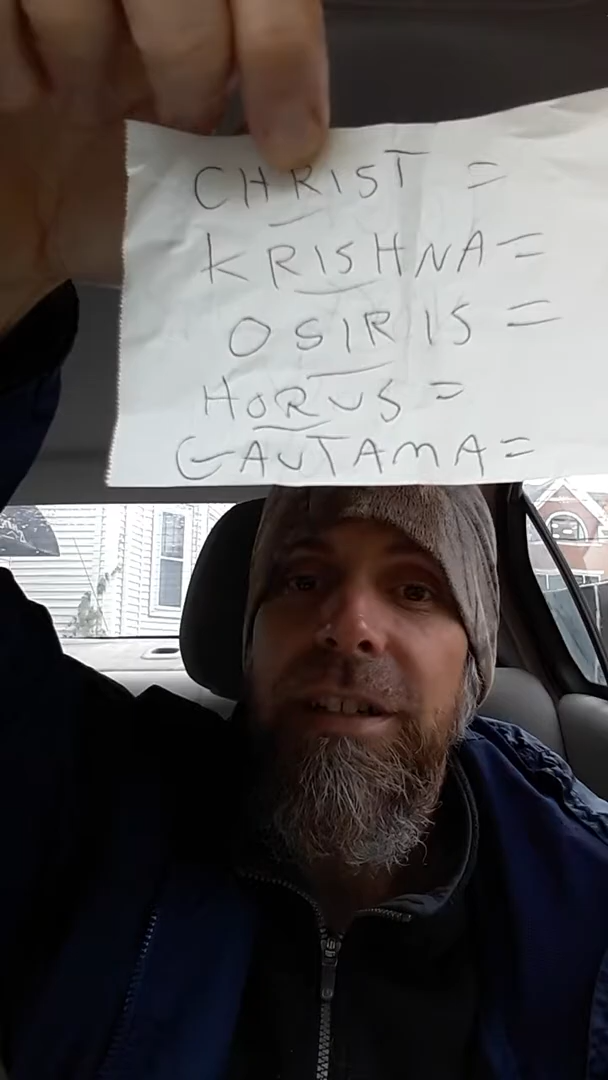 CHRIST =
KRISHNA =
OSIRIS =
HORUS =
GAUTAMA =